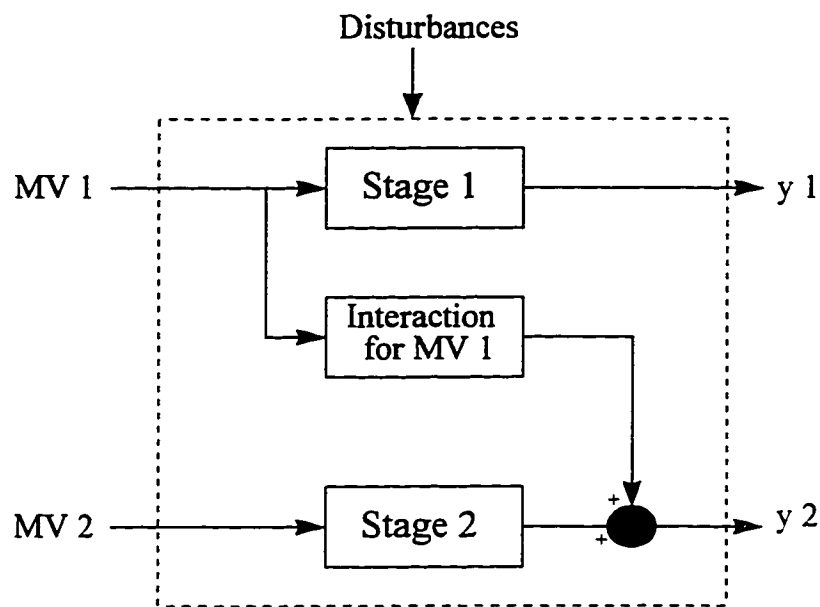 Disturbances
MV 1
Stage 1
y 1
Interaction
for MV 1
MV 2
Stage 2
+
+
y 2